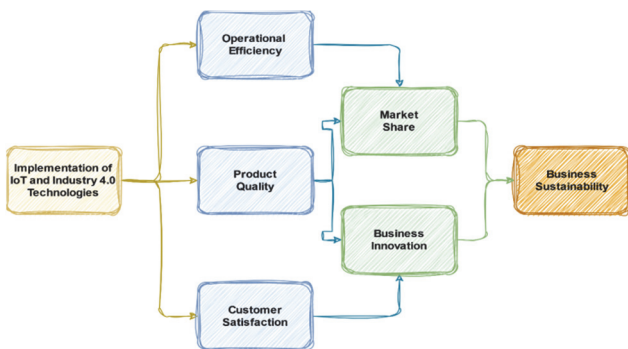 Operational
Efficiency
Market
Share
Implementation of
IoT and Industry 4.0
Technologies
Product
Quality
Business
Sustainability
Business
Innovation
Customer
Satisfaction